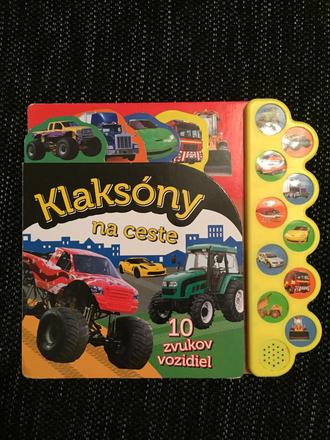 Klaksóny
na ceste
10
zvukov
vozidiel